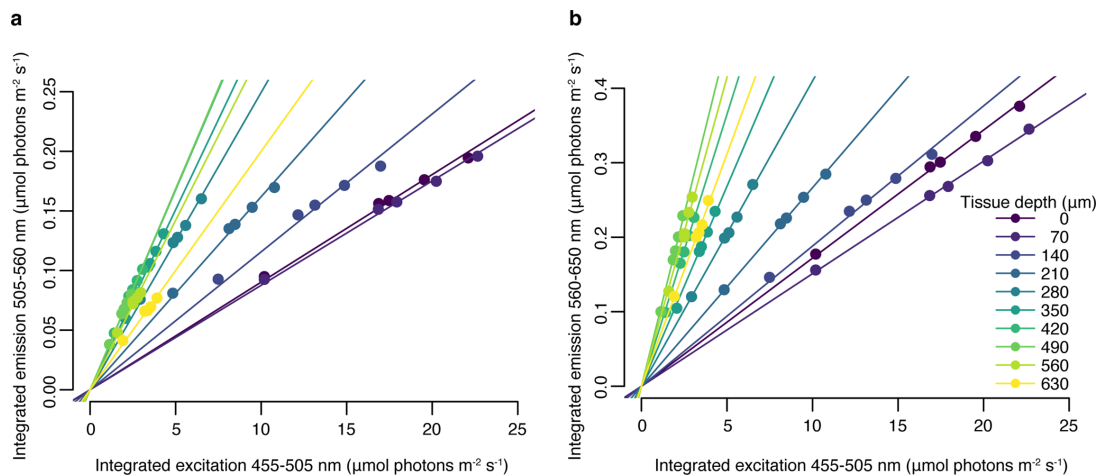 a
Integrated emission 505-560 nm (μmol photons m⁻² s⁻¹)
0.25
0.20
0.15
0.10
0.05
0.00
0 5 10 15 20 25
Integrated excitation 455-505 nm (μmol photons m⁻² s⁻¹)
b
Integrated emission 560-650 nm (μmol photons m⁻² s⁻¹)
0.4
0.3
0.2
0.1
0.0
0 5 10 15 20 25
Integrated excitation 455-505 nm (μmol photons m⁻² s⁻¹)
Tissue depth (μm)
0
70
140
210
280
350
420
490
560
630